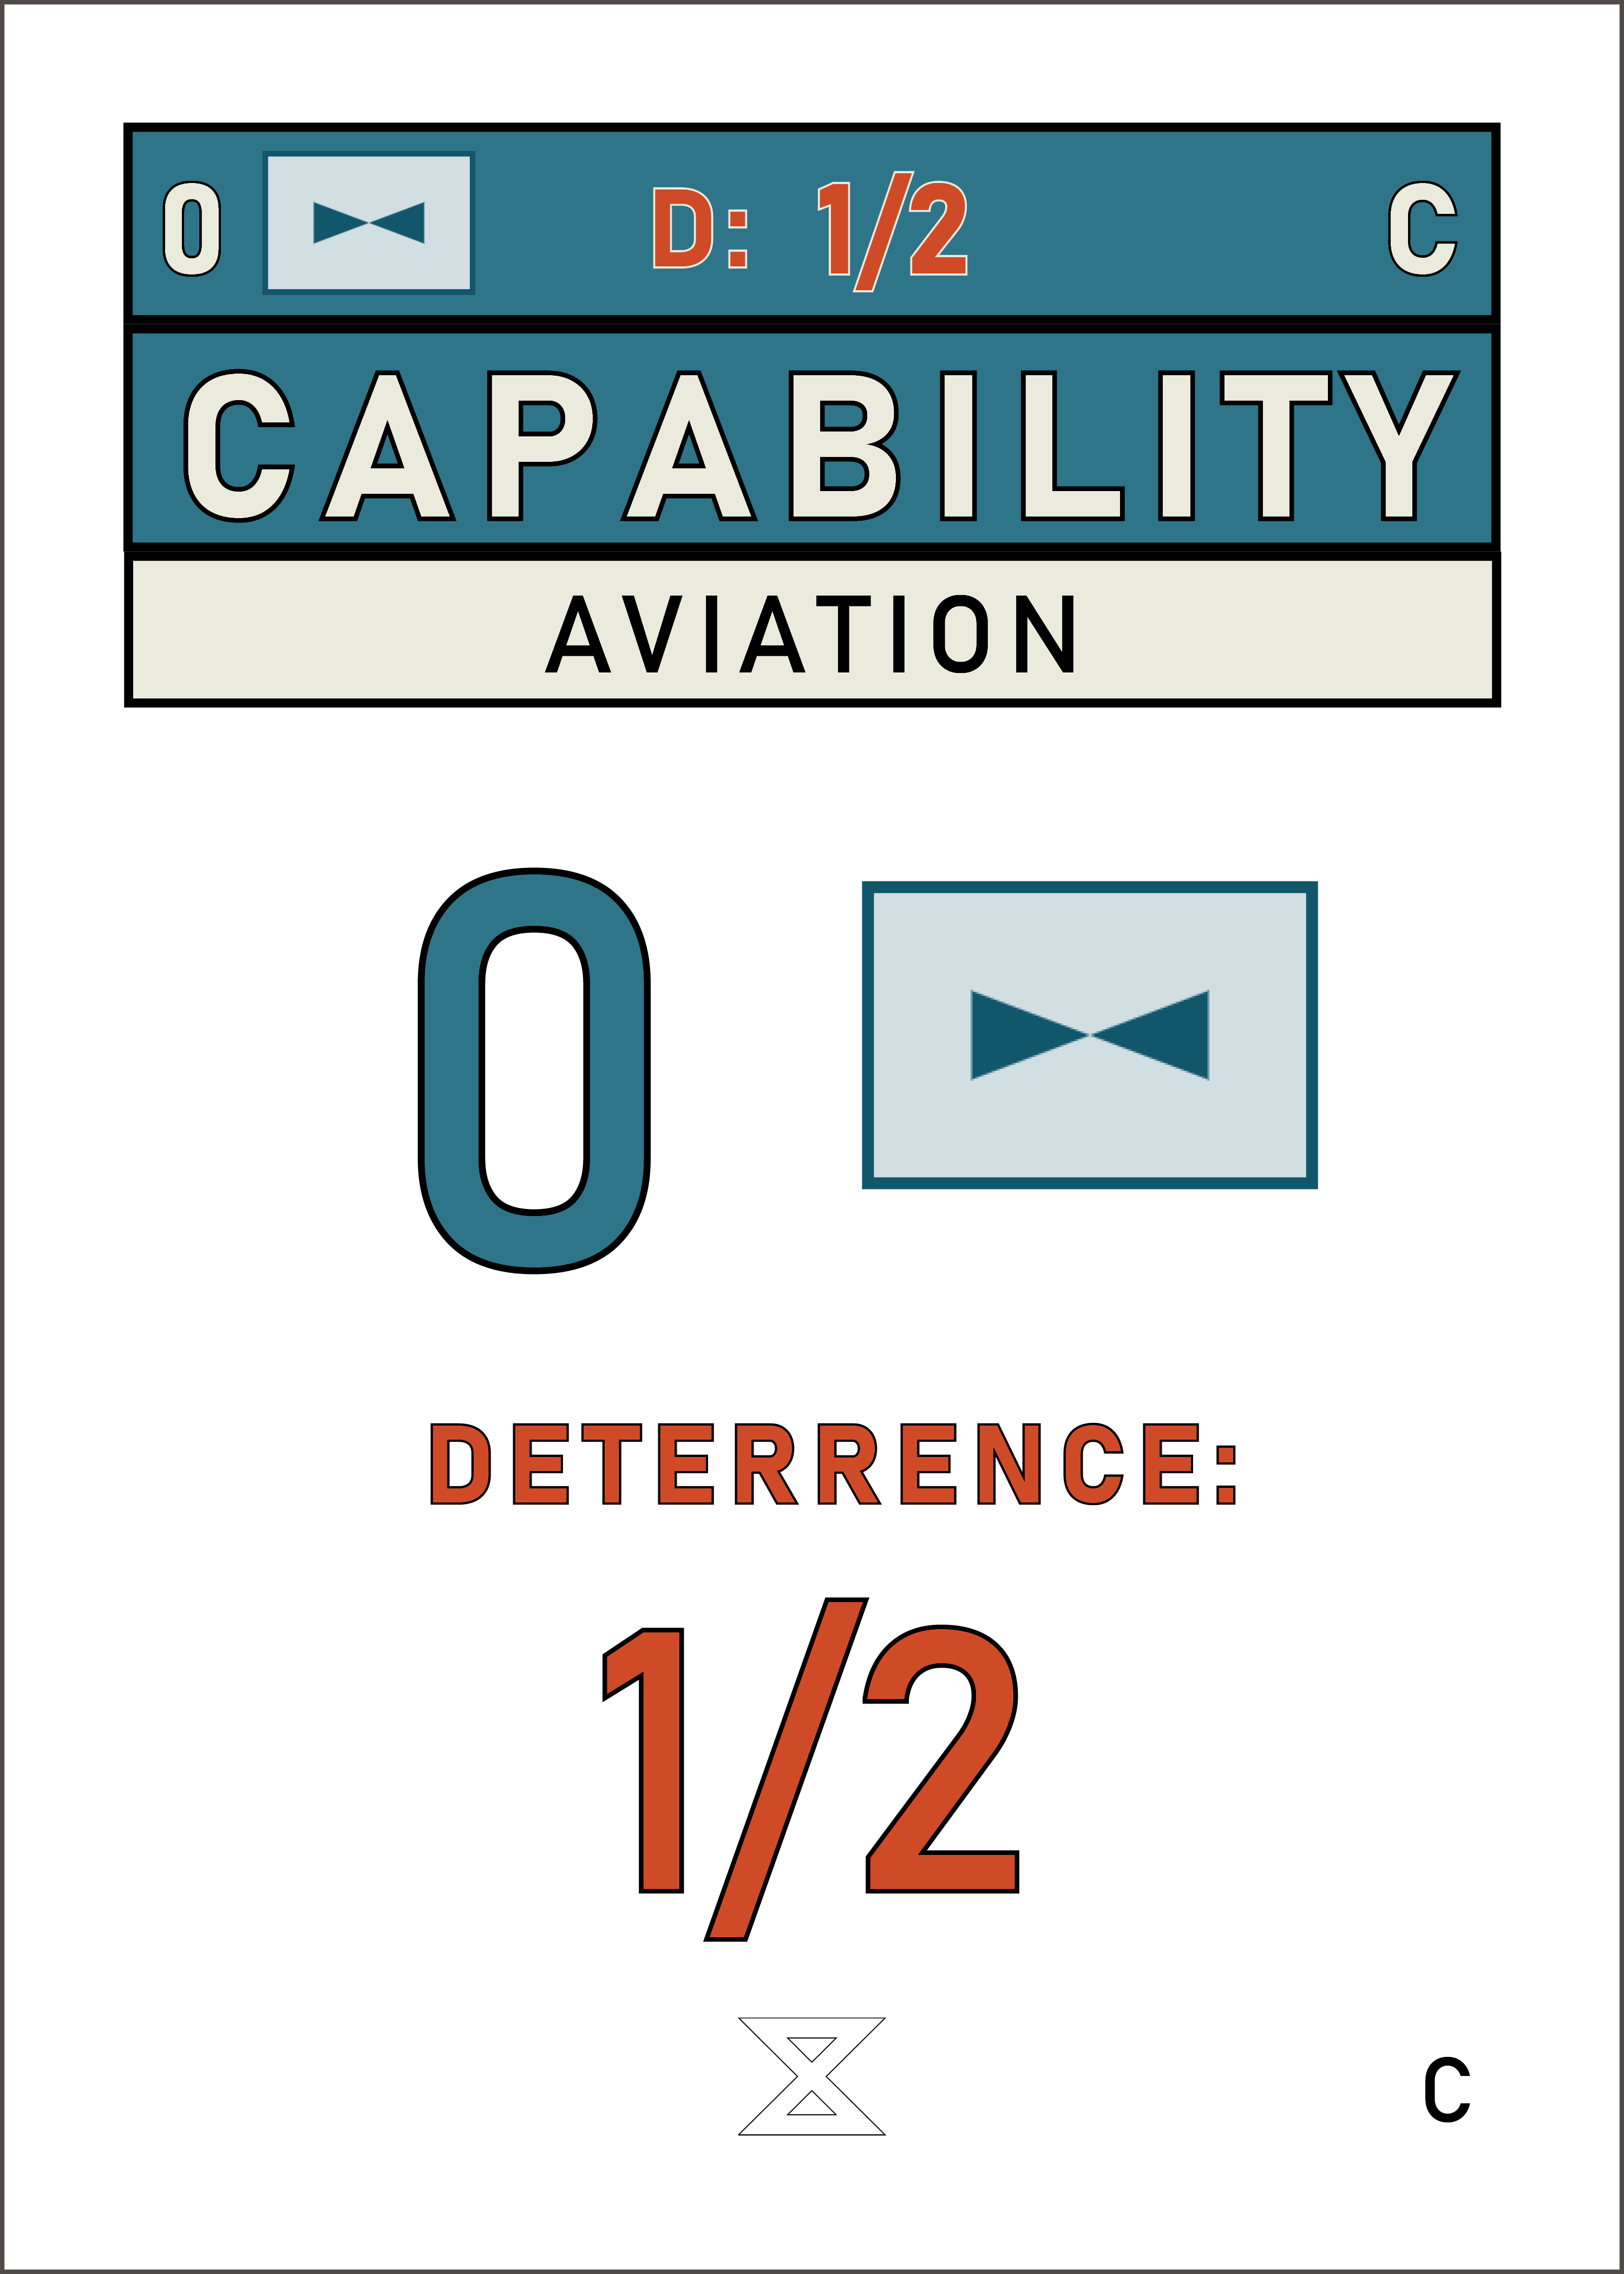 0 D: 1/2 C
CAPABILITY
AVIATION
0
DETERRENCE:
1/2
C